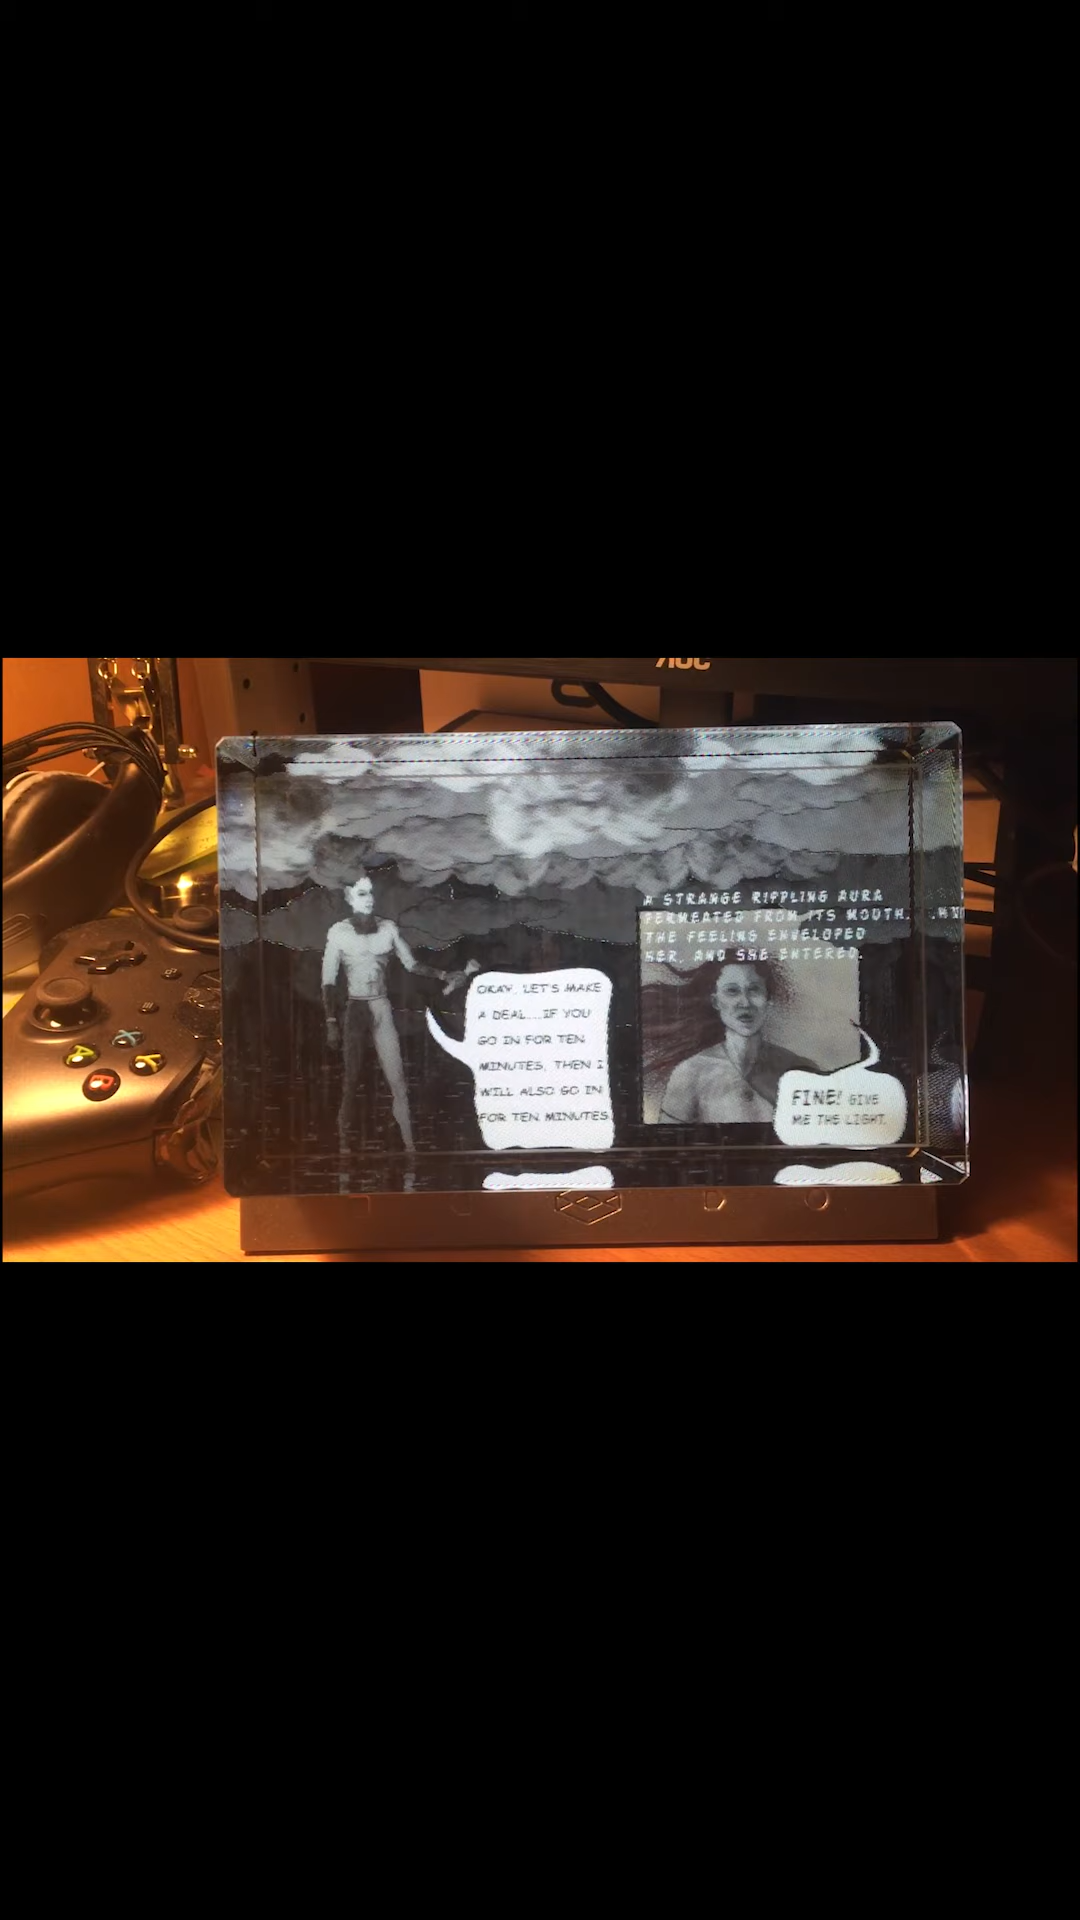 AOC
OKAY, LET'S MAKE
A DEAL....IF YOU
GO IN FOR TEN
MINUTES, THEN I
WILL ALSO GO IN
FOR TEN MINUTES
A STRANGE RIPPLING AURA
PERMEATED FROM ITS MOUTH.
THE FEELING ENVELOPED
HER, AND SHE ENTERED.
FINE! GIVE
ME THE LIGHT.
X
Y
A
B